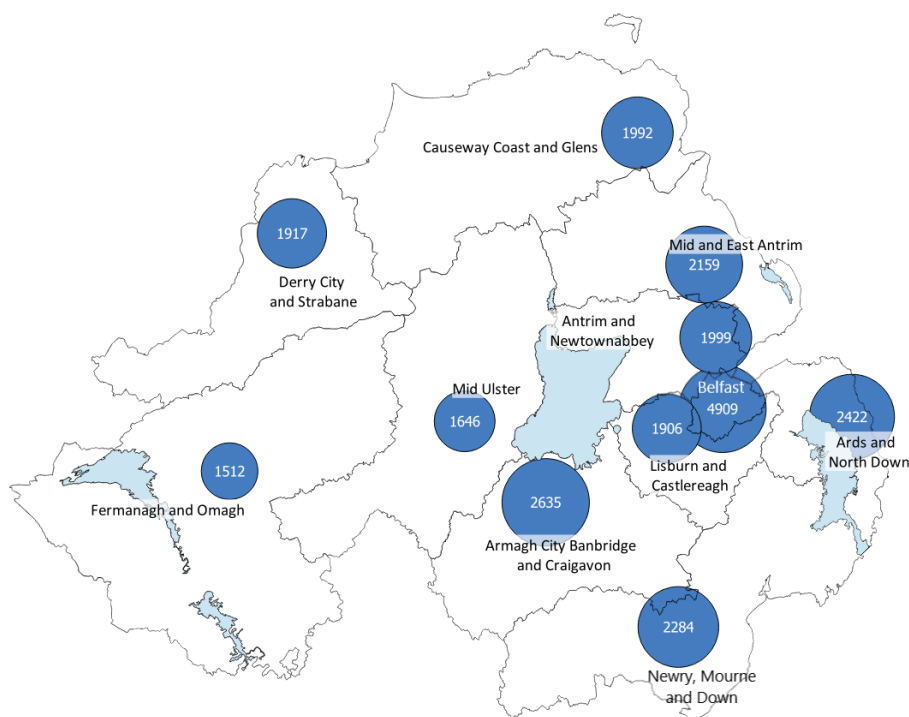 1992
Causeway Coast and Glens
1917
Derry City
and Strabane
Mid and East Antrim
2159
Antrim and
Newtownabbey
1999
Mid Ulster
1646
Belfast
4909
1906
Lisburn and
Castlereagh
2422
Ards and
North Down
1512
Fermanagh and Omagh
2635
Armagh City Banbridge
and Craigavon
2284
Newry, Mourne
and Down